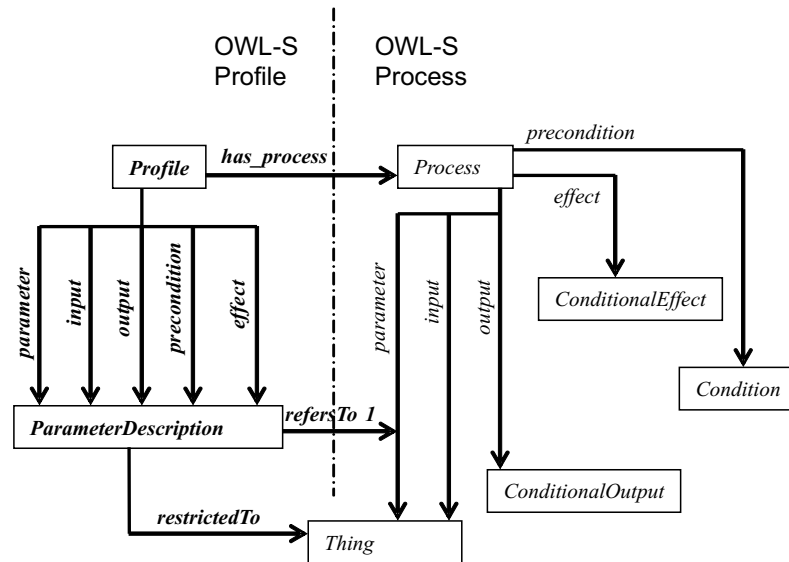 OWL-S
Profile
OWL-S
Process
precondition
has_process
Profile
Process
effect
parameter
input
output
precondition
effect
parameter
input
output
ConditionalEffect
Condition
refersTo 1
ParameterDescription
ConditionalOutput
restrictedTo
Thing